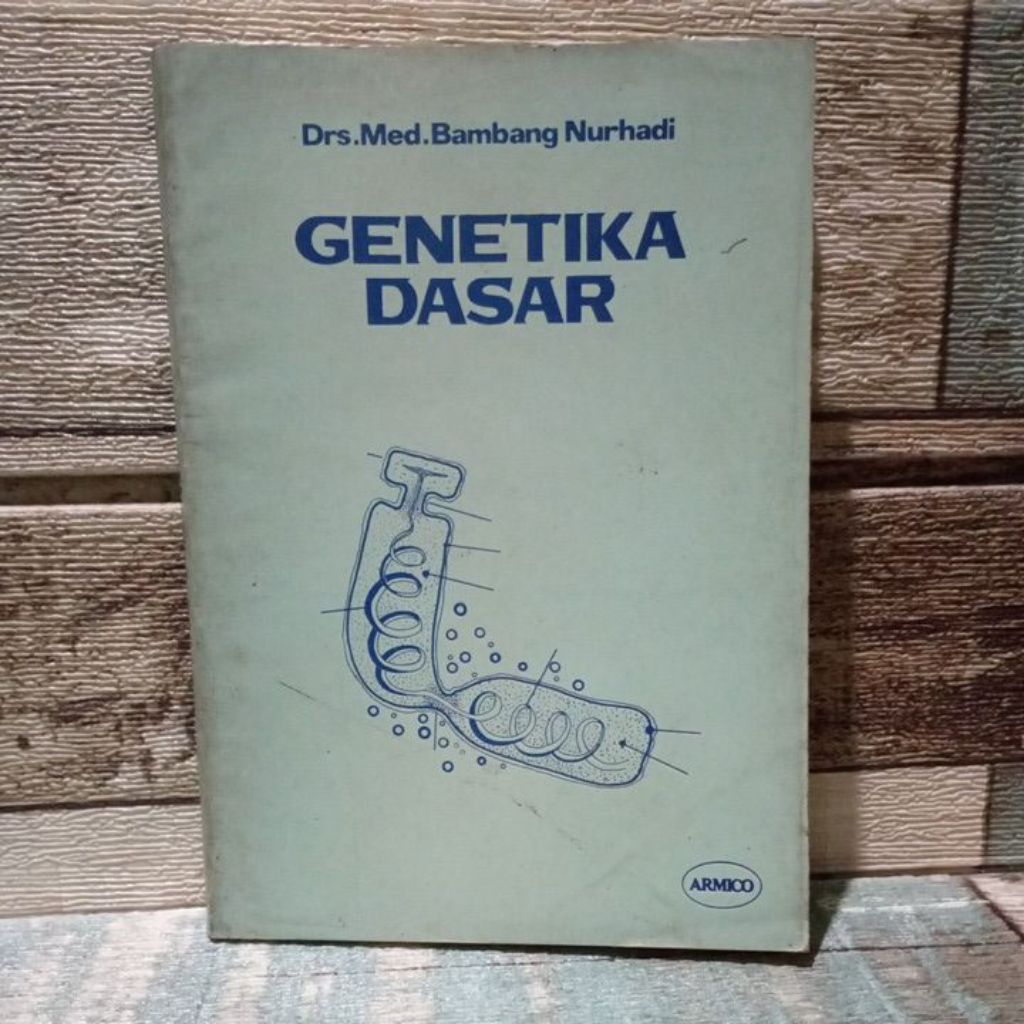 Drs.Med.Bambang Nurhadi
GENETIKA
DASAR
ARMICO